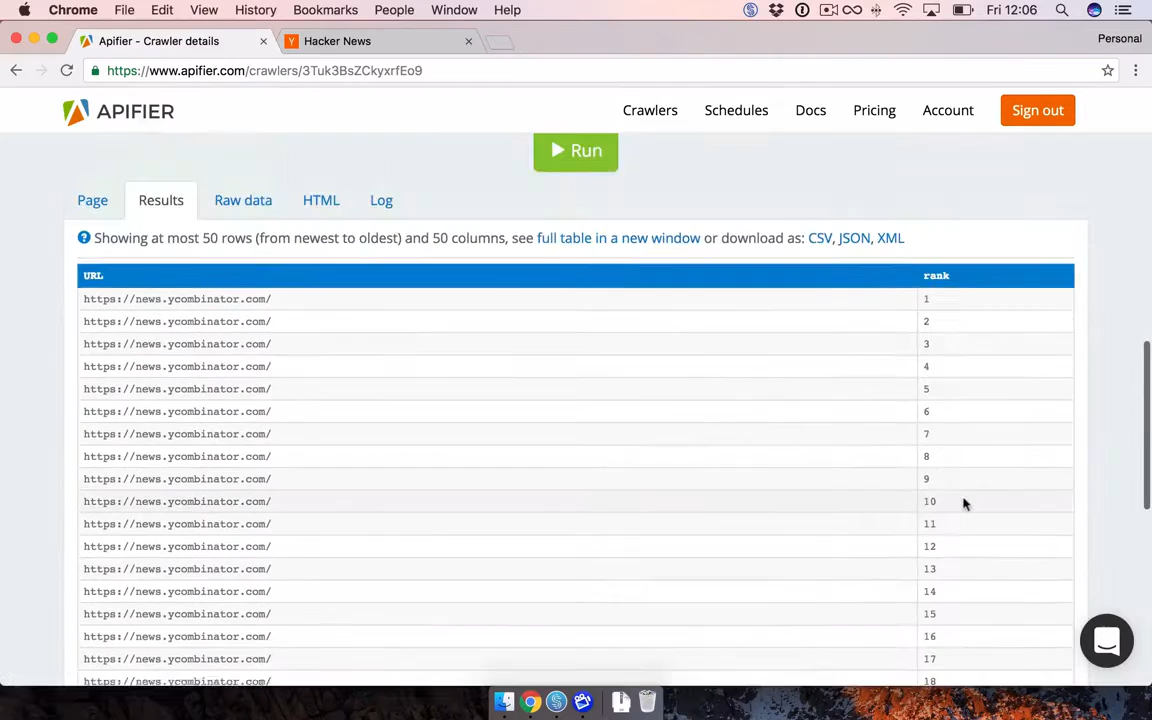 Chrome File Edit View History Bookmarks People Window Help Fri 12:06
Apifier - Crawler details Hacker News Personal
https://www.apifier.com/crawlers/3Tuk3BsZCkyxrfEo9
APIFIER Crawlers Schedules Docs Pricing Account Sign out
Run
Page Results Raw data HTML Log
Showing at most 50 rows (from newest to oldest) and 50 columns, see full table in a new window or download as: CSV, JSON, XML
URL rank
https://news.ycombinator.com/ 1
https://news.ycombinator.com/ 2
https://news.ycombinator.com/ 3
https://news.ycombinator.com/ 4
https://news.ycombinator.com/ 5
https://news.ycombinator.com/ 6
https://news.ycombinator.com/ 7
https://news.ycombinator.com/ 8
https://news.ycombinator.com/ 9
https://news.ycombinator.com/ 10
https://news.ycombinator.com/ 11
https://news.ycombinator.com/ 12
https://news.ycombinator.com/ 13
https://news.ycombinator.com/ 14
https://news.ycombinator.com/ 15
https://news.ycombinator.com/ 16
https://news.ycombinator.com/ 17
https://news.ycombinator.com/ 18